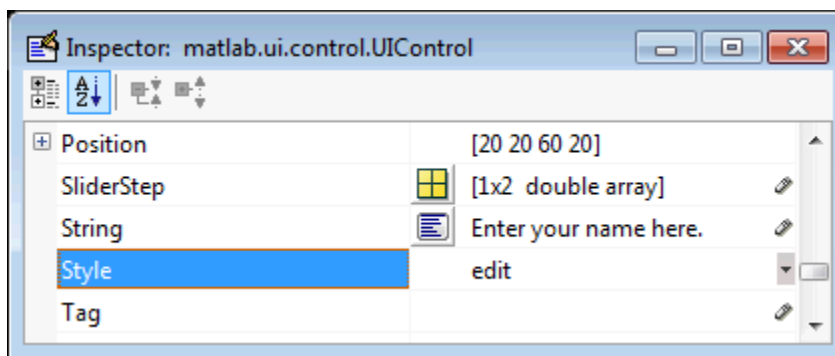 Inspector: matlab.ui.control.UIControl
A
Z
Position [20 20 60 20]
SliderStep [1x2 double array]
String Enter your name here.
Style edit
Tag